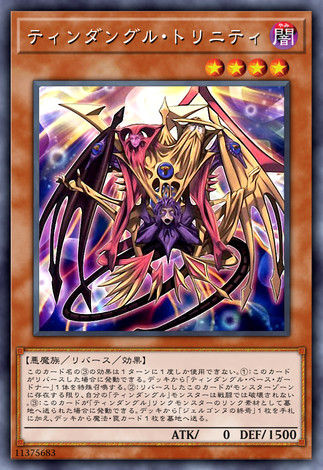 ティンダングル・トリニティ
闇
やみ
【悪魔族／リバース／効果】
このカード名の③の効果は１ターンに１度しか使用できない。①:このカード
がリバースした場合に発動できる。デッキから「ティンダングル・ベース・ガー
ドナー」１体を特殊召喚する。②:リバースしたこのカードがモンスターゾーン
に存在する限り、自分の「ティンダングル」モンスターは戦闘では破壊されな
い。③:このカードが「ティンダングル」リンクモンスターのリンク素材として墓
地へ送られた場合に発動できる。デッキから「ジェルゴンヌの終焉」１枚を手札
に加え、デッキから魔法・罠カード１枚を墓地へ送る。
ATK/ 0 DEF/1500
11375683